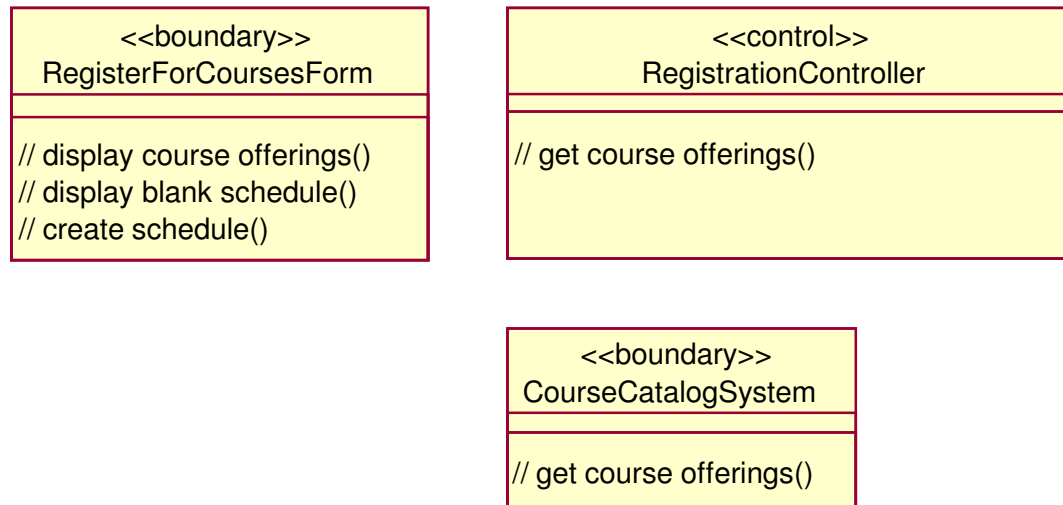 <<boundary>>
RegisterForCoursesForm
// display course offerings()
// display blank schedule()
// create schedule()
<<control>>
RegistrationController
// get course offerings()
<<boundary>>
CourseCatalogSystem
// get course offerings()